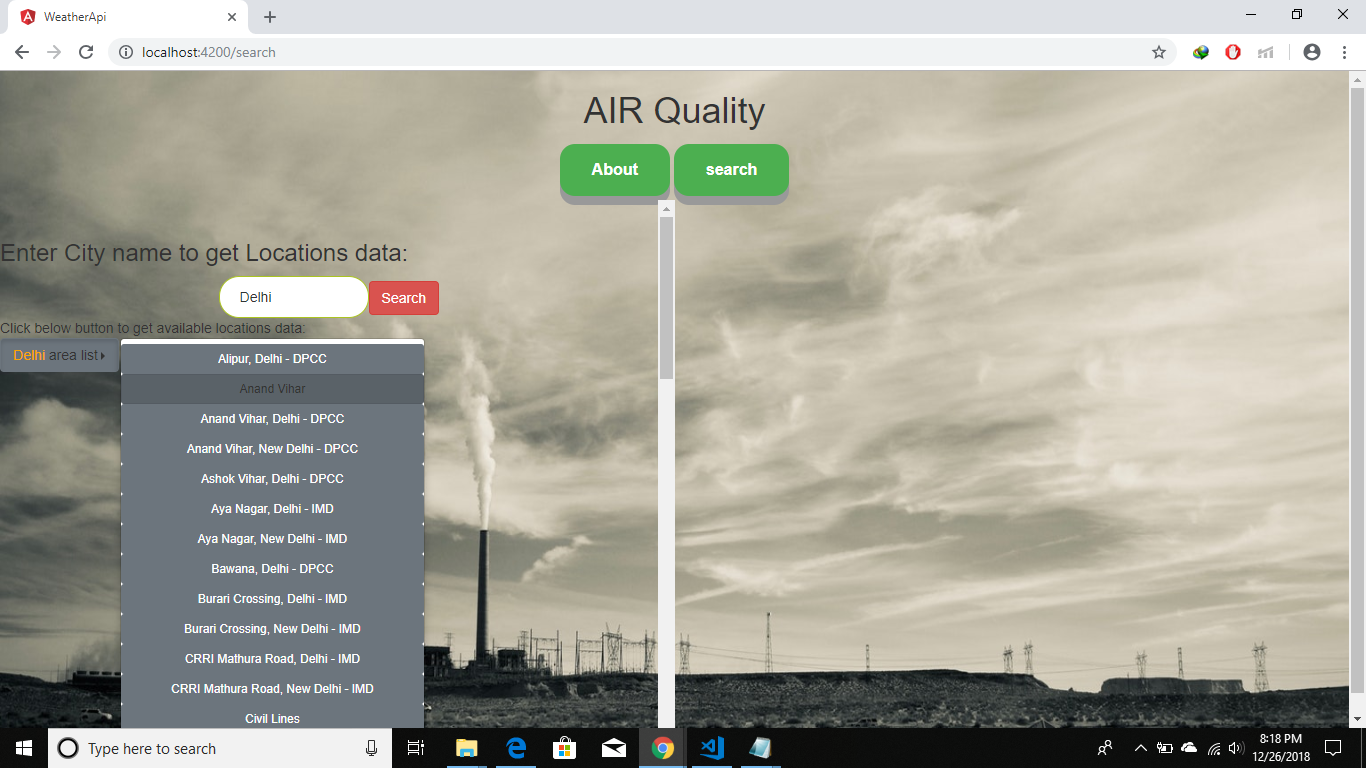 WeatherApi
localhost:4200/search
AIR Quality
About
search
Enter City name to get Locations data:
Delhi
Search
Click below button to get available locations data:
Delhi area list
Alipur, Delhi - DPCC
Anand Vihar
Anand Vihar, Delhi - DPCC
Anand Vihar, New Delhi - DPCC
Ashok Vihar, Delhi - DPCC
Aya Nagar, Delhi - IMD
Aya Nagar, New Delhi - IMD
Bawana, Delhi - DPCC
Burari Crossing, Delhi - IMD
Burari Crossing, New Delhi - IMD
CRRI Mathura Road, Delhi - IMD
CRRI Mathura Road, New Delhi - IMD
Civil Lines
Type here to search
8:18 PM
12/26/2018